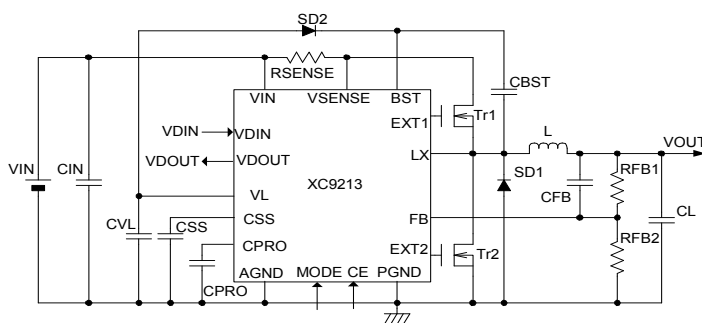 SD2
RSENSE
CBST
VIN VSENSE BST
EXT1 Tr1
VDIN VDIN
L VOUT
VDOUT VDOUT LX
VIN CIN SD1 CFB RFB1
XC9213
VL
CVL CSS CSS FB CL
RFB2
CPRO EXT2 Tr2
AGND MODE CE PGND
CPRO